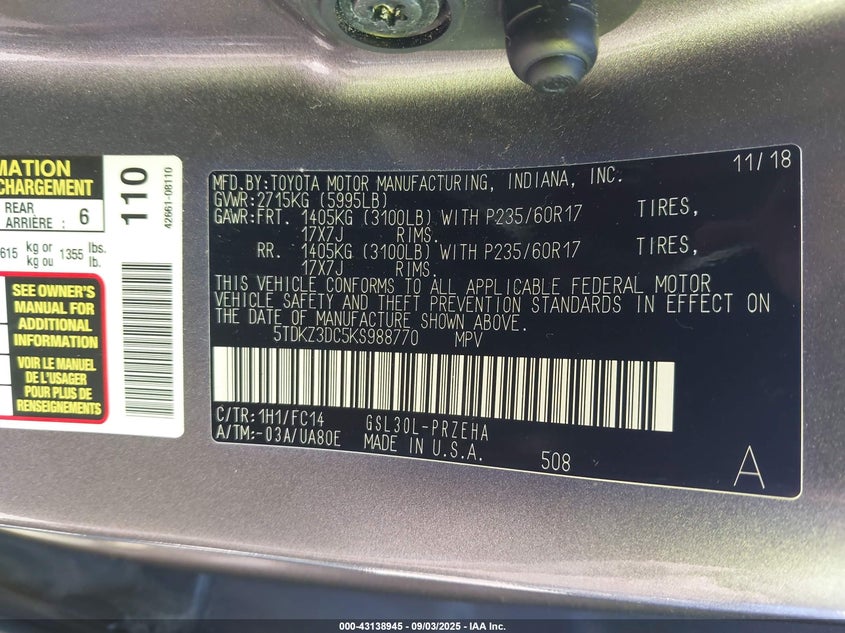 MATION
CHARGEMENT
REAR
ARRIÈRE : 6
615 kg or 1355 lbs.
kg ou lb.
SEE OWNER'S
MANUAL FOR
ADDITIONAL
INFORMATION
VOIR LE MANUEL
DE L'USAGER
POUR PLUS DE
RENSEIGNEMENTS
110
42661-08110
11/18
MFD.BY:TOYOTA MOTOR MANUFACTURING, INDIANA, INC.
GVWR:2715KG (5995LB)
GAWR:FRT. 1405KG (3100LB) WITH P235/60R17 TIRES,
17X7J RIMS.
RR. 1405KG (3100LB) WITH P235/60R17 TIRES,
17X7J RIMS.
THIS VEHICLE CONFORMS TO ALL APPLICABLE FEDERAL MOTOR
VEHICLE SAFETY AND THEFT PREVENTION STANDARDS IN EFFECT ON
THE DATE OF MANUFACTURE SHOWN ABOVE.
5TDKZ3DC5KS988770 MPV
C/TR:1H1/FC14 GSL30L-PRZEHA
A/TM:-03A/UA80E MADE IN U.S.A. 508
A
000-43138945 - 09/03/2025 - IAA Inc.